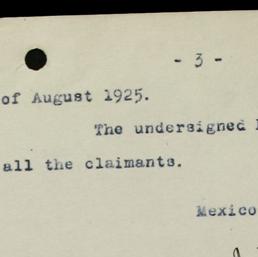 - 3 -
of August 1925.
The undersigned
all the claimants.
Mexico